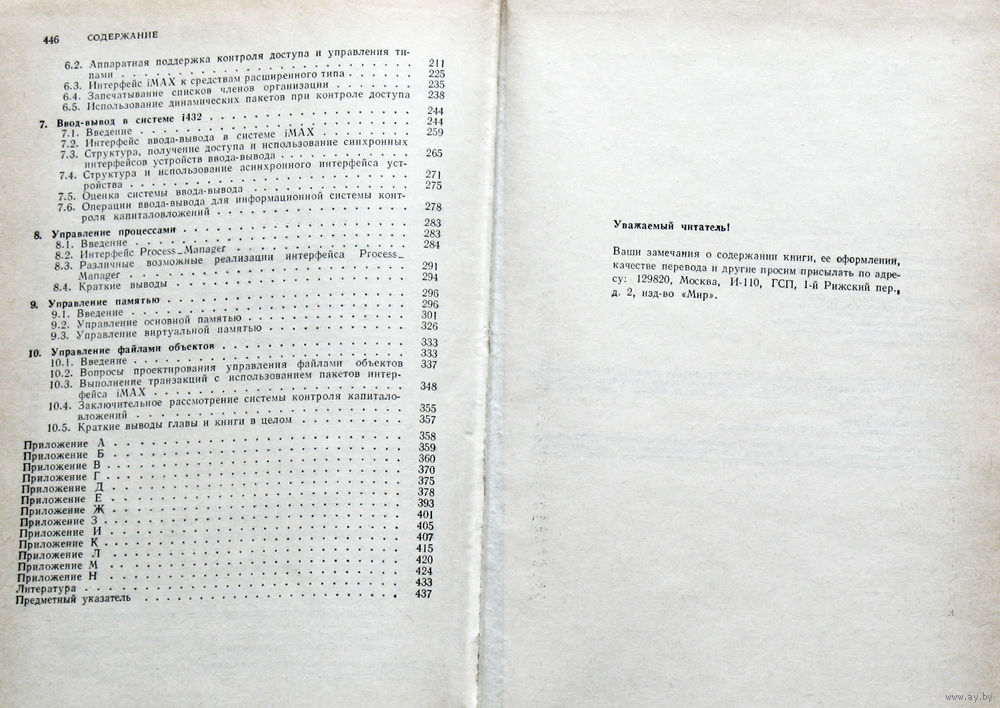 446 СОДЕРЖАНИЕ
6.2. Аппаратная поддержка контроля доступа и управления ти-
пами . . . . . . . . . . . . . . . . . . . . 211
6.3. Интерфейс iMAX к средствам расширенного типа . . . . . 225
6.4. Запечатывание списков членов организации . . . . . . . 235
6.5. Использование динамических пакетов при контроле доступа 238
7. Ввод-вывод в системе i432 . . . . . . . . . . . . . . 244
7.1. Введение . . . . . . . . . . . . . . . . . . 244
7.2. Интерфейс ввода-вывода в системе iMAX . . . . . . . 259
7.3. Структура, получение доступа и использование синхронных
интерфейсов устройств ввода-вывода . . . . . . . . . 265
7.4. Структура и использование асинхронного интерфейса уст-
ройства . . . . . . . . . . . . . . . . . . . 271
7.5. Оценка системы ввода-вывода . . . . . . . . . . . 275
7.6. Операции ввода-вывода для информационной системы конт-
роля капиталовложений . . . . . . . . . . . . . . 278
8. Управление процессами . . . . . . . . . . . . . . . 283
8.1. Введение . . . . . . . . . . . . . . . . . . 283
8.2. Интерфейс Process_Manager . . . . . . . . . . . . 284
8.3. Различные возможные реализации интерфейса Process_
Manager . . . . . . . . . . . . . . . . . . . 291
8.4. Краткие выводы . . . . . . . . . . . . . . . . 294
9. Управление памятью . . . . . . . . . . . . . . . . 296
9.1. Введение . . . . . . . . . . . . . . . . . . 296
9.2. Управление основной памятью . . . . . . . . . . . 301
9.3. Управление виртуальной памятью . . . . . . . . . . 326
10. Управление файлами объектов . . . . . . . . . . . . 333
10.1. Введение . . . . . . . . . . . . . . . . . . 333
10.2. Вопросы проектирования управления файлами объектов 337
10.3. Выполнение транзакций с использованием пакетов интер-
фейса iMAX . . . . . . . . . . . . . . . . . . 348
10.4. Заключительное рассмотрение системы контроля капитало-
вложений . . . . . . . . . . . . . . . . . . . 355
10.5. Краткие выводы главы и книги в целом . . . . . . . 357
Приложение А . . . . . . . . . . . . . . . . . . . 358
Приложение Б . . . . . . . . . . . . . . . . . . . 359
Приложение В . . . . . . . . . . . . . . . . . . . 360
Приложение Г . . . . . . . . . . . . . . . . . . . 370
Приложение Д . . . . . . . . . . . . . . . . . . . 375
Приложение Е . . . . . . . . . . . . . . . . . . . 378
Приложение Ж . . . . . . . . . . . . . . . . . . . 393
Приложение З . . . . . . . . . . . . . . . . . . . 401
Приложение И . . . . . . . . . . . . . . . . . . . 405
Приложение К . . . . . . . . . . . . . . . . . . . 407
Приложение Л . . . . . . . . . . . . . . . . . . . 415
Приложение М . . . . . . . . . . . . . . . . . . . 420
Приложение Н . . . . . . . . . . . . . . . . . . . 424
Литература . . . . . . . . . . . . . . . . . . . . 433
Предметный указатель . . . . . . . . . . . . . . . . 437
Уважаемый читатель!
Ваши замечания о содержании книги, ее оформлении,
качестве перевода и другие просим присылать по адре-
су: 129820, Москва, И-110, ГСП, 1-й Рижский пер.,
д. 2, изд-во «Мир».
www.ay.by